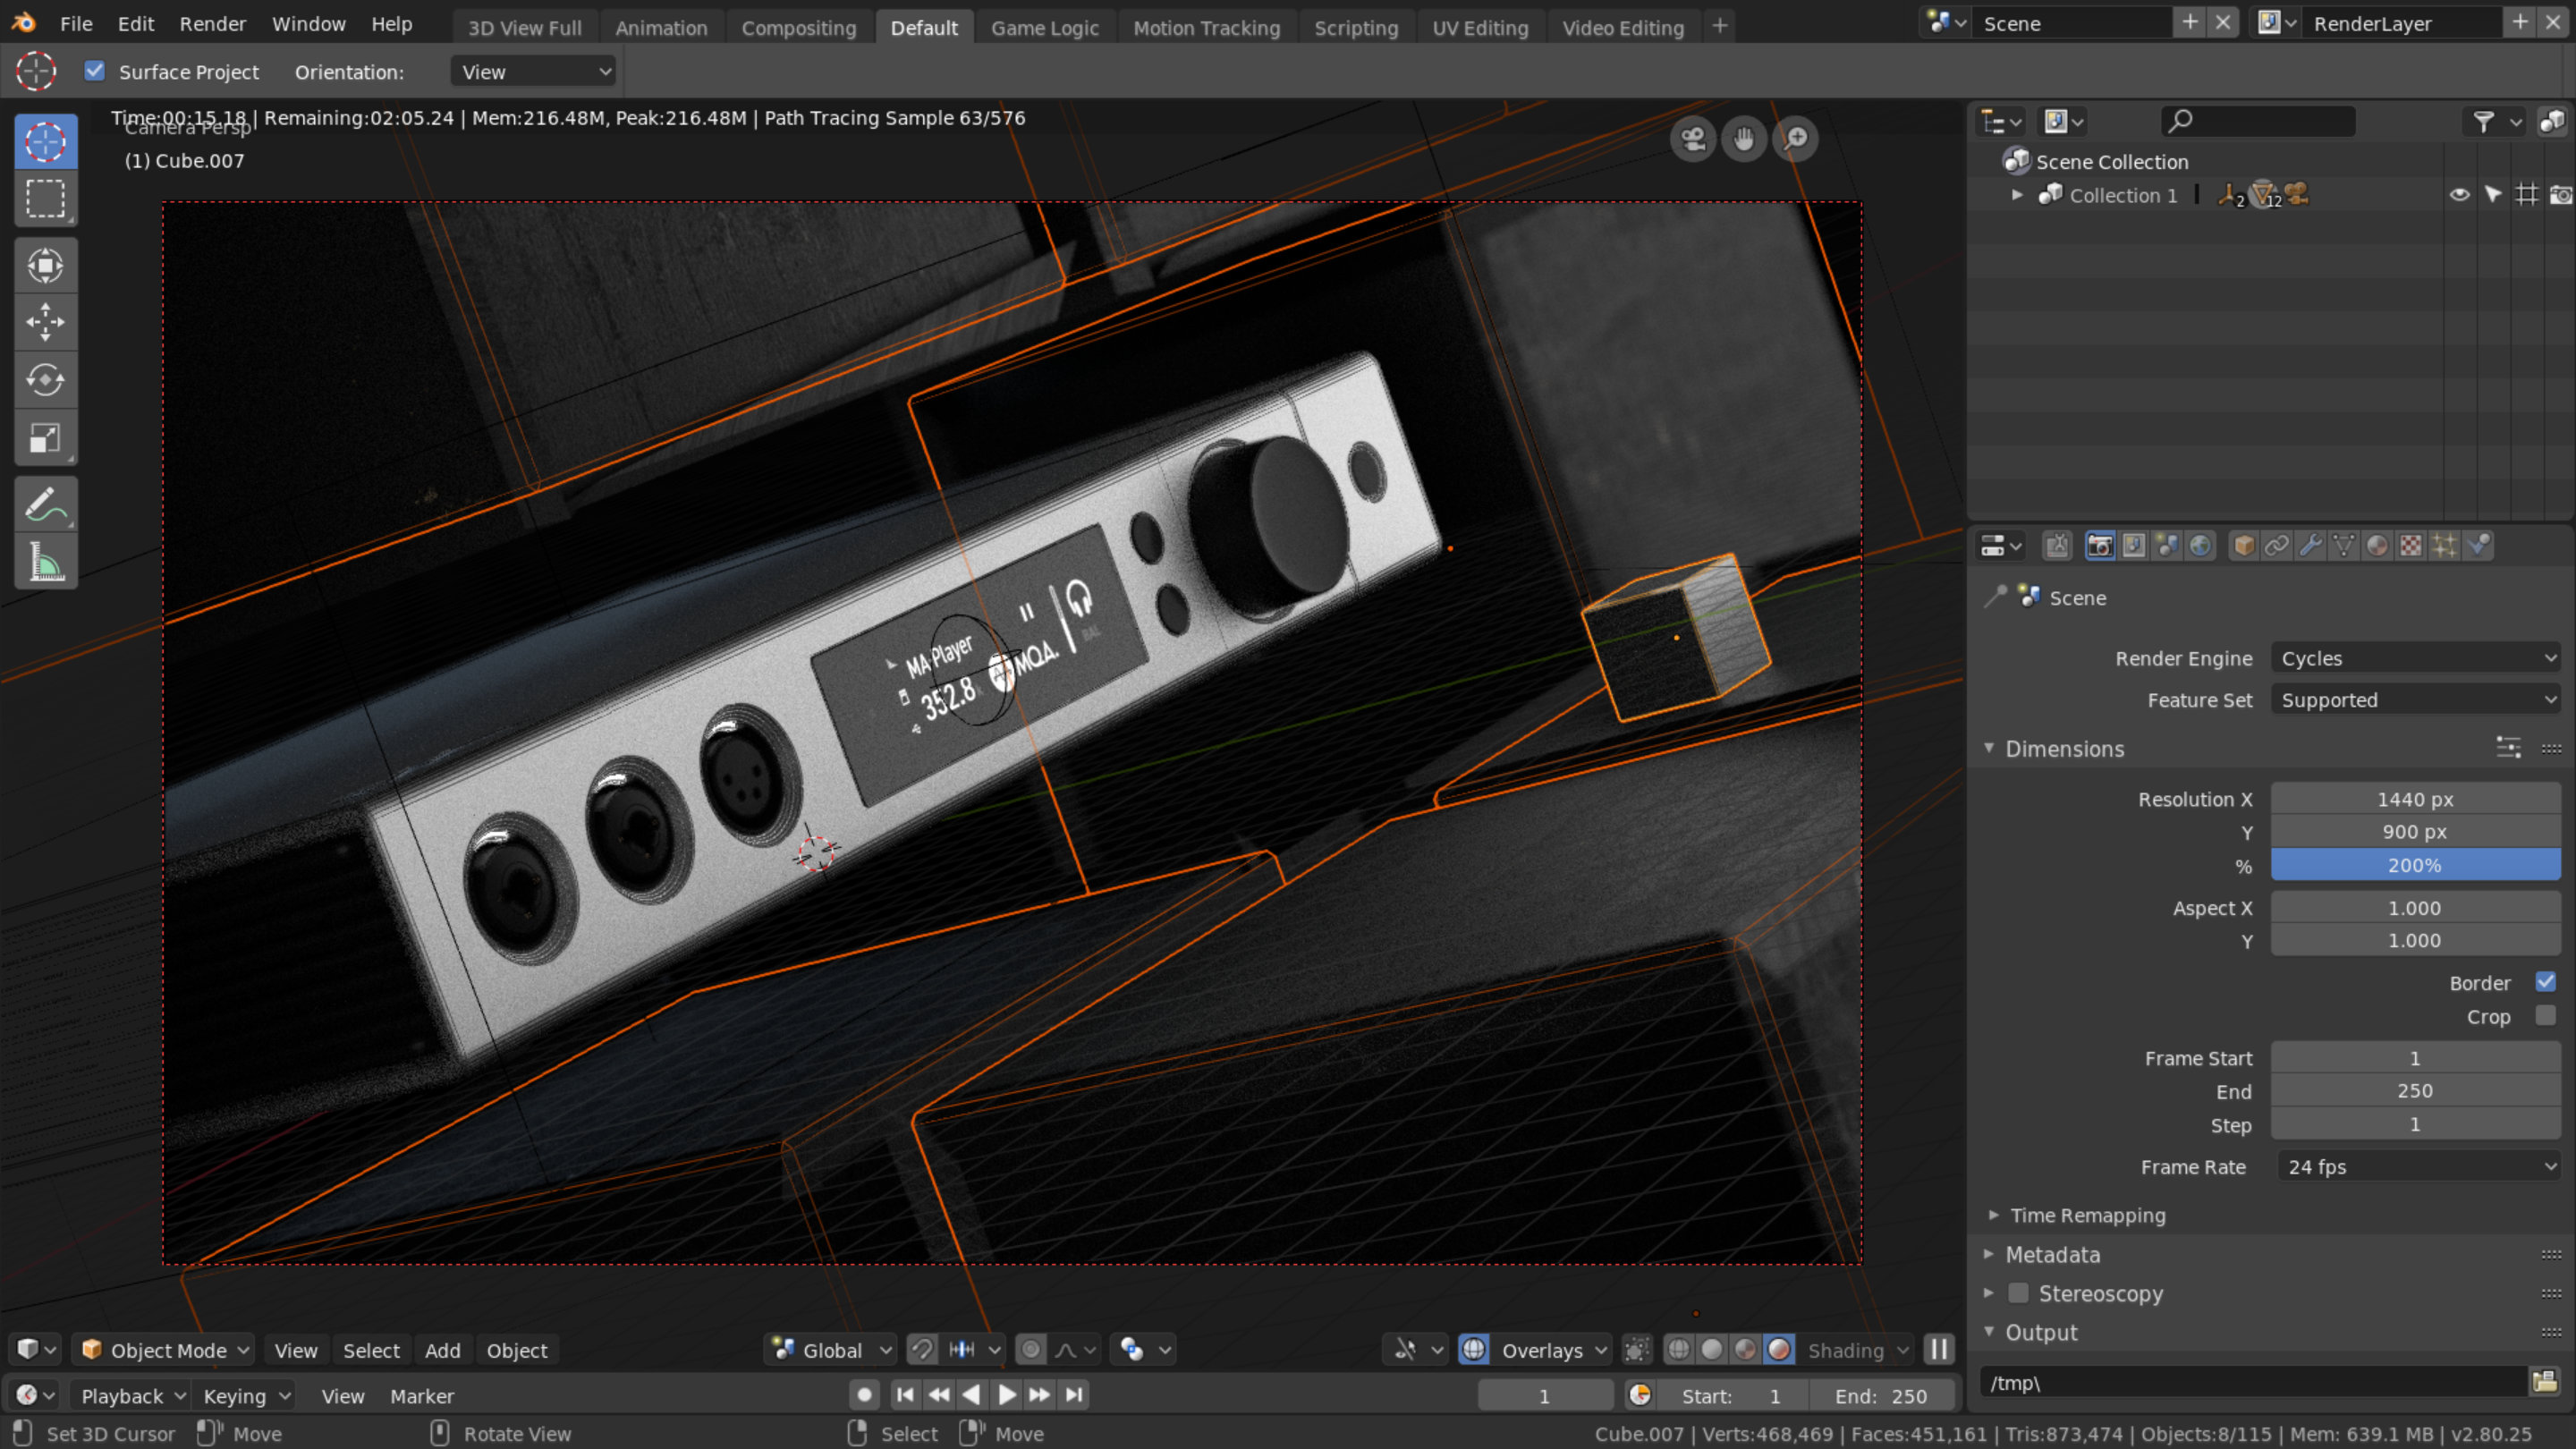 File Edit Render Window Help 3D View Full Animation Compositing Default Game Logic Motion Tracking Scripting UV Editing Video Editing + Scene RenderLayer
Surface Project Orientation: View
Time:00:15.18 | Remaining:02:05.24 | Mem:216.48M, Peak:216.48M | Path Tracing Sample 63/576
Camera Persp
(1) Cube.007
Scene Collection
Collection 1 2 12
MA Player
352.8
MQA.
BAL
Scene
Render Engine Cycles
Feature Set Supported
Dimensions
Resolution X 1440 px
Y 900 px
% 200%
Aspect X 1.000
Y 1.000
Border
Crop
Frame Start 1
End 250
Step 1
Frame Rate 24 fps
Time Remapping
Metadata
Stereoscopy
Output
/tmp\
Object Mode View Select Add Object Global Overlays Shading
Playback Keying View Marker 1 Start: 1 End: 250
Set 3D Cursor Move Rotate View Select Move Cube.007 | Verts:468,469 | Faces:451,161 | Tris:873,474 | Objects:8/115 | Mem: 639.1 MB | v2.80.25